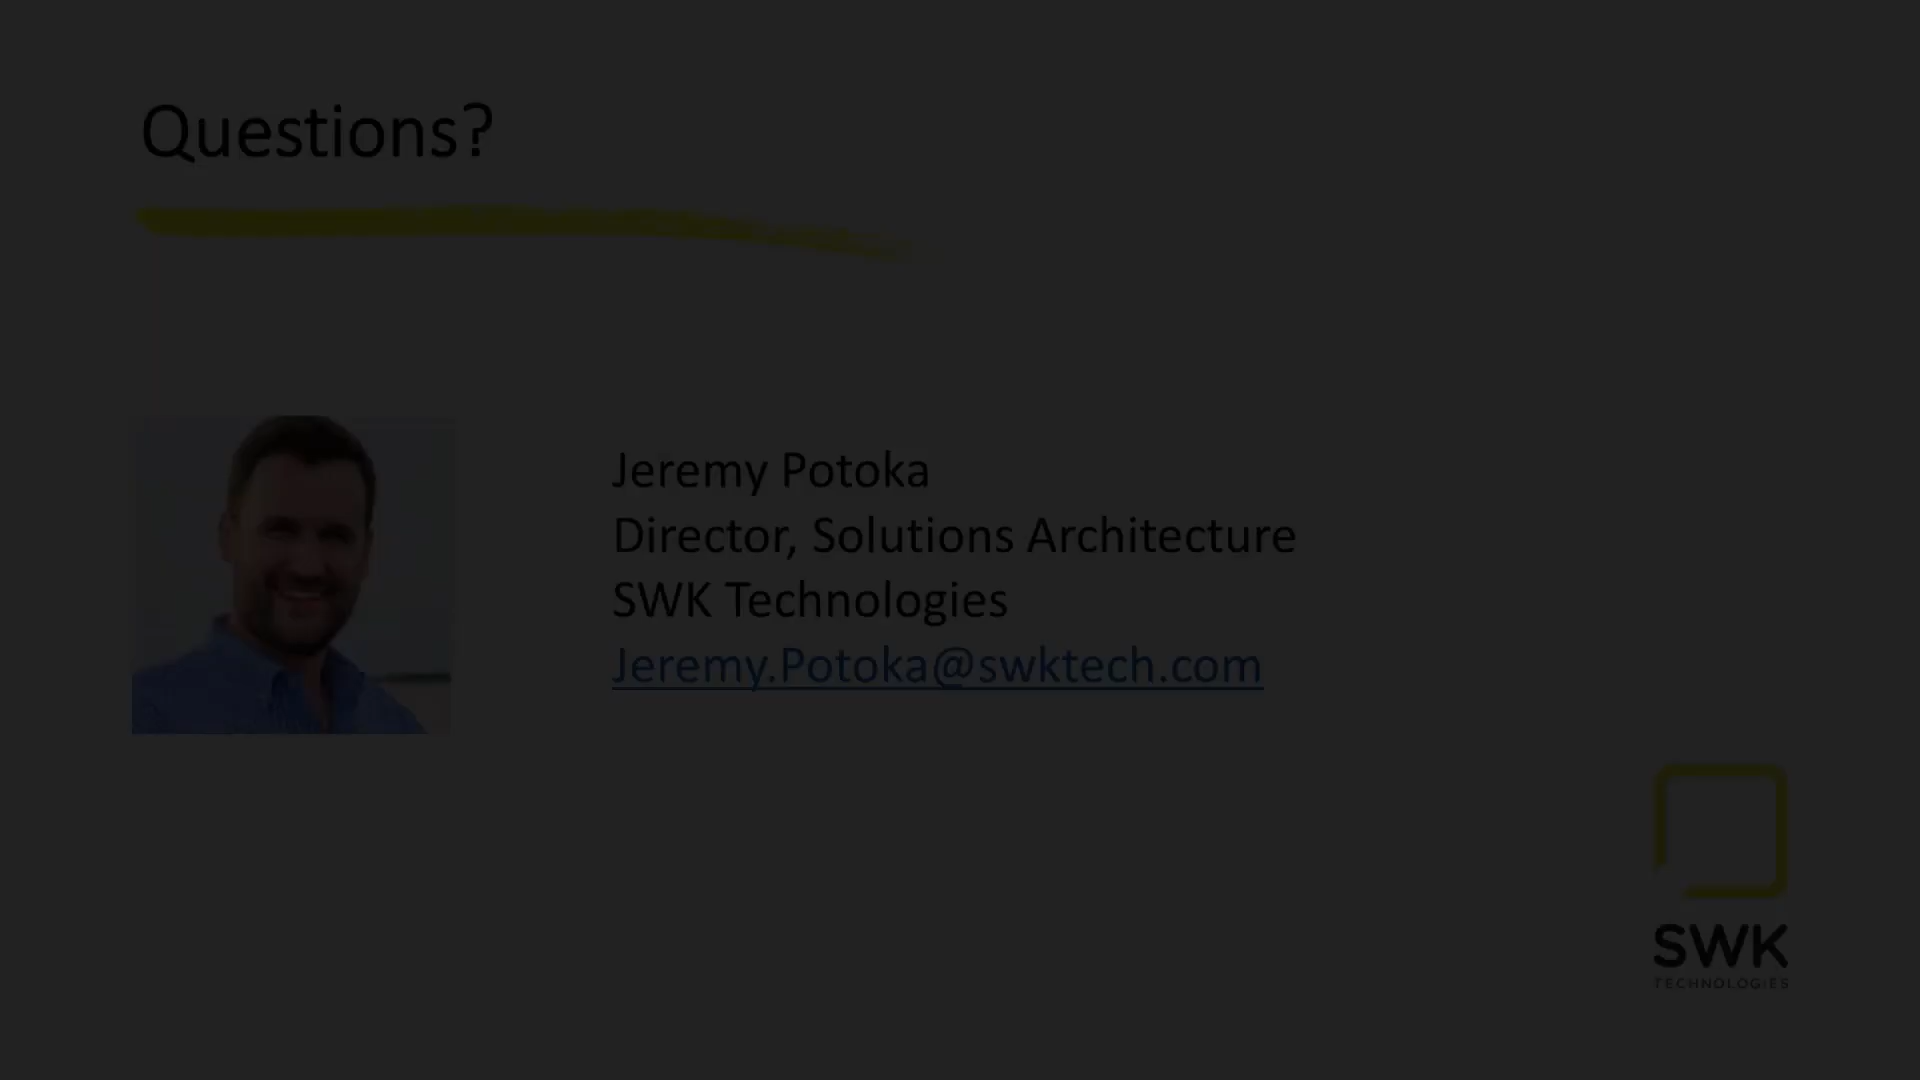 Questions?
Jeremy Potoka
Director, Solutions Architecture
SWK Technologies
Jeremy.Potoka@swktech.com
SWK
TECHNOLOGIES